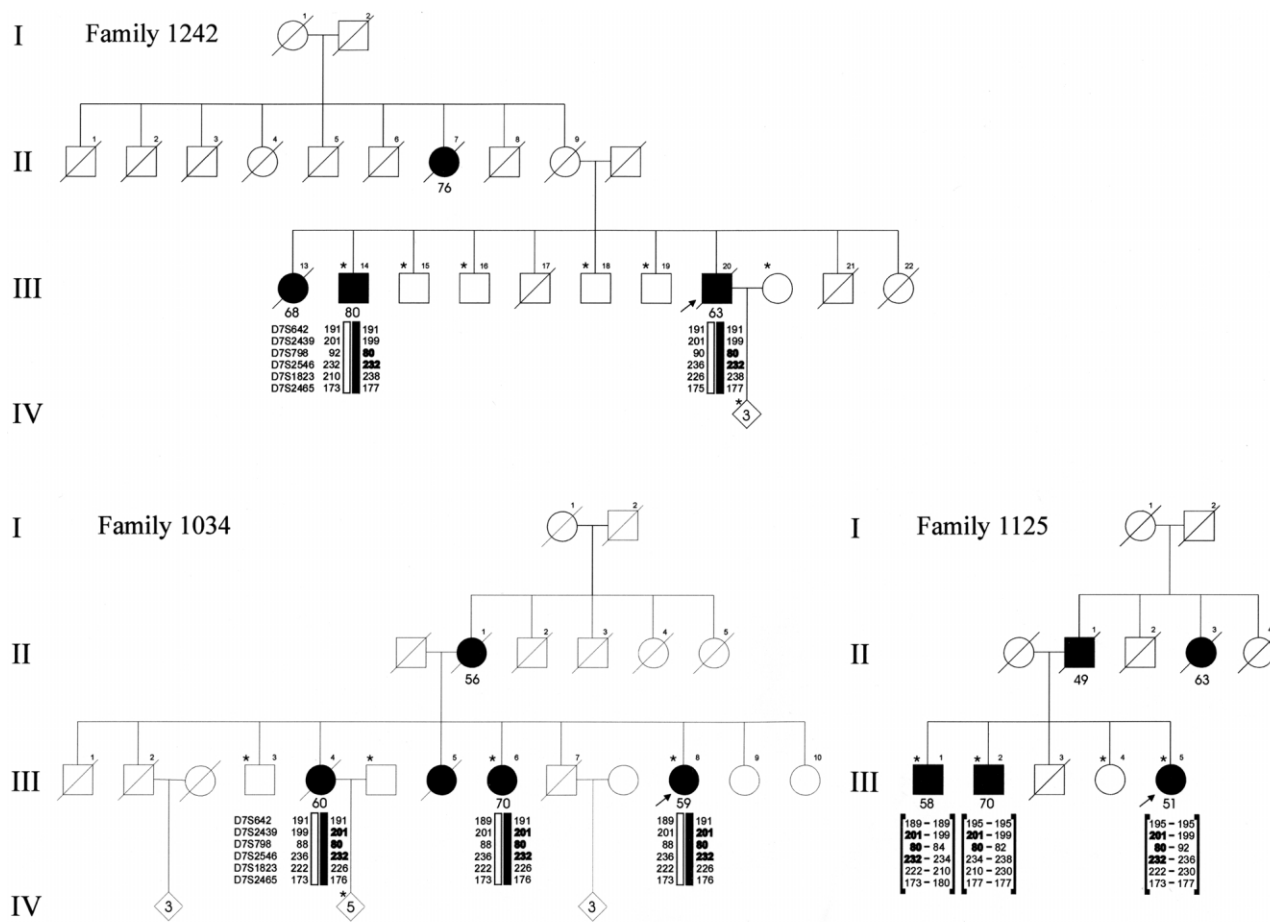 I Family 1242
1 2
II
1 2 3 4 5 6 7 8 9
76
III
* * * * * *
13 14 15 16 17 18 19 20 21 22
68 80 63
D7S642 191 191 191 191
D7S2439 201 199 201 199
D7S798 92 80 90 80
D7S2546 232 232 236 232
D7S1823 210 238 226 238
D7S2465 173 177 175 177
IV
* 3
I Family 1034
1 2
II
1 2 3 4 5
56
III
* * * *
1 2 3 4 5 6 7 8 9 10
60 70 59
D7S642 191 191 189 191 189 191
D7S2439 199 201 201 201 201 201
D7S798 88 80 88 80 88 80
D7S2546 236 232 236 232 236 232
D7S1823 222 226 222 226 222 226
D7S2465 173 176 173 176 173 176
IV
3 * 5 3
I Family 1125
1 2
II
1 2 3 4
49 63
III
* * * *
1 2 3 4 5
58 70 51
189 - 189 195 - 195 195 - 195
201 - 199 201 - 199 201 - 199
80 - 84 80 - 82 80 - 92
232 - 234 234 - 238 232 - 236
222 - 210 210 - 230 222 - 230
173 - 180 177 - 177 173 - 177